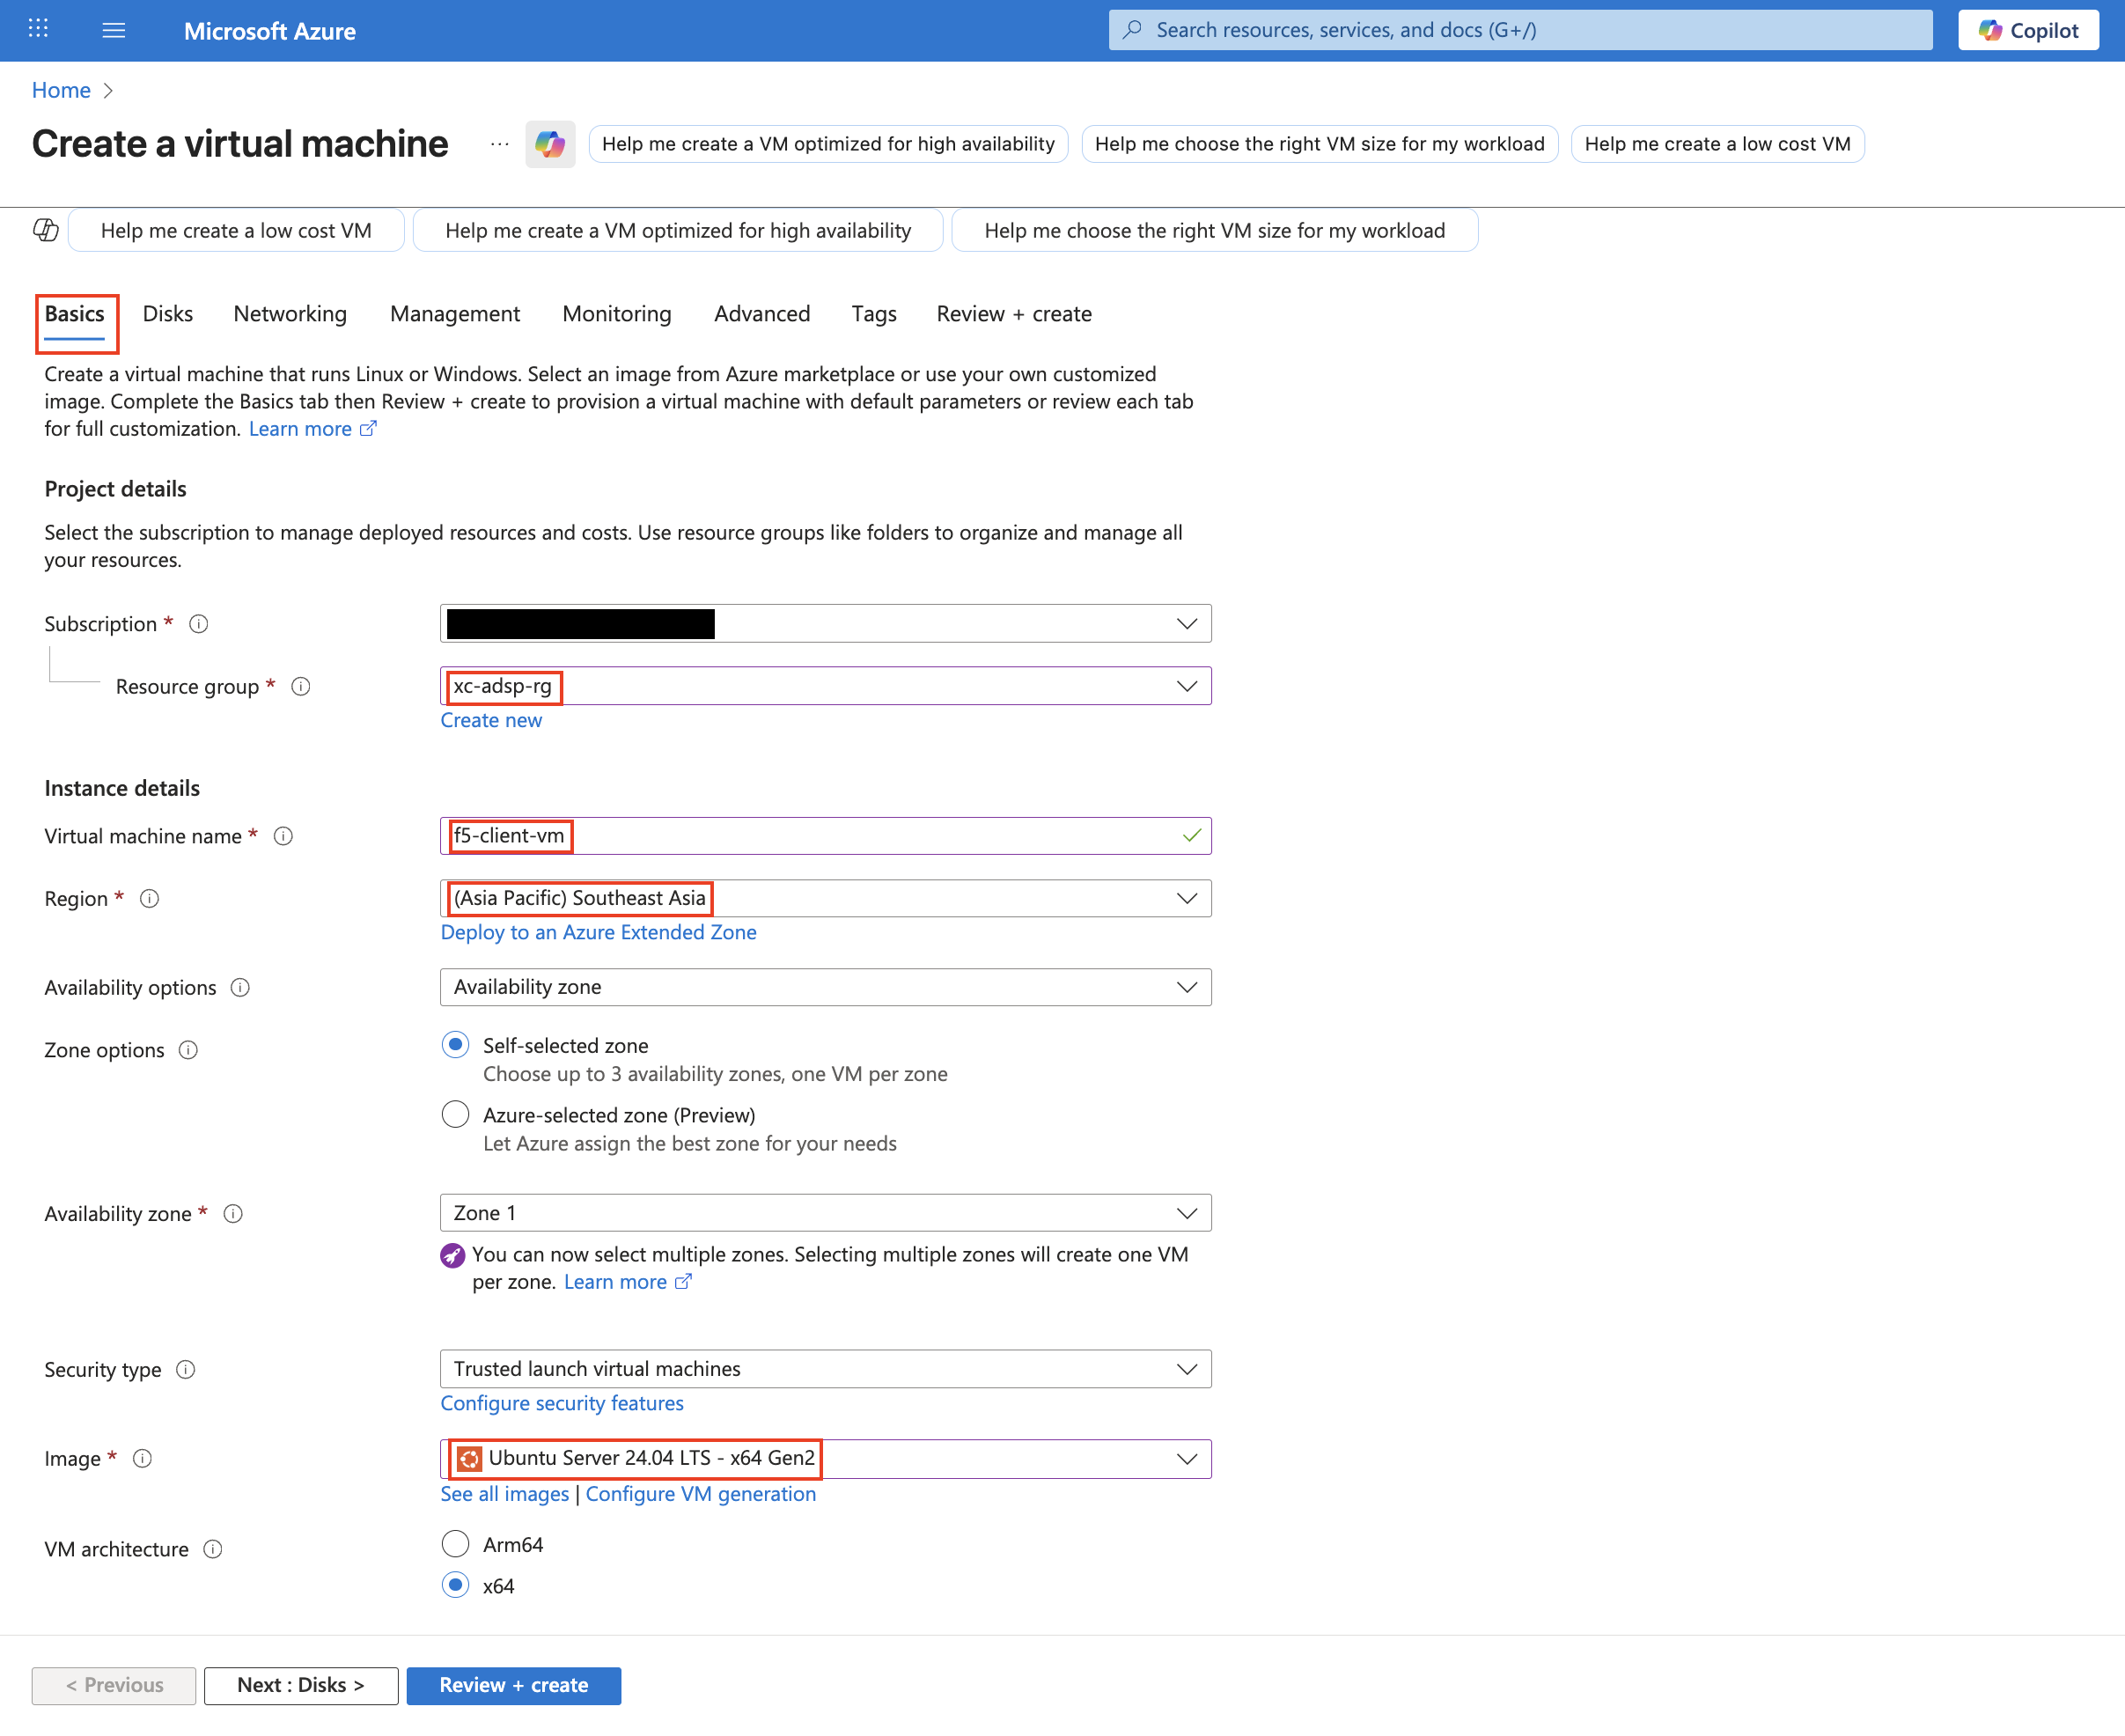 Microsoft Azure
Search resources, services, and docs (G+/)
Copilot
Home
Create a virtual machine
...
Help me create a VM optimized for high availability
Help me choose the right VM size for my workload
Help me create a low cost VM
Help me create a low cost VM
Help me create a VM optimized for high availability
Help me choose the right VM size for my workload
Basics Disks Networking Management Monitoring Advanced Tags Review + create
Create a virtual machine that runs Linux or Windows. Select an image from Azure marketplace or use your own customized
image. Complete the Basics tab then Review + create to provision a virtual machine with default parameters or review each tab
for full customization. Learn more
Project details
Select the subscription to manage deployed resources and costs. Use resource groups like folders to organize and manage all
your resources.
Subscription *
Resource group *
xc-adsp-rg
Create new
Instance details
Virtual machine name *
f5-client-vm
Region *
(Asia Pacific) Southeast Asia
Deploy to an Azure Extended Zone
Availability options
Availability zone
Zone options
Self-selected zone
Choose up to 3 availability zones, one VM per zone
Azure-selected zone (Preview)
Let Azure assign the best zone for your needs
Availability zone *
Zone 1
You can now select multiple zones. Selecting multiple zones will create one VM
per zone. Learn more
Security type
Trusted launch virtual machines
Configure security features
Image *
Ubuntu Server 24.04 LTS - x64 Gen2
See all images | Configure VM generation
VM architecture
Arm64
x64
< Previous
Next : Disks >
Review + create